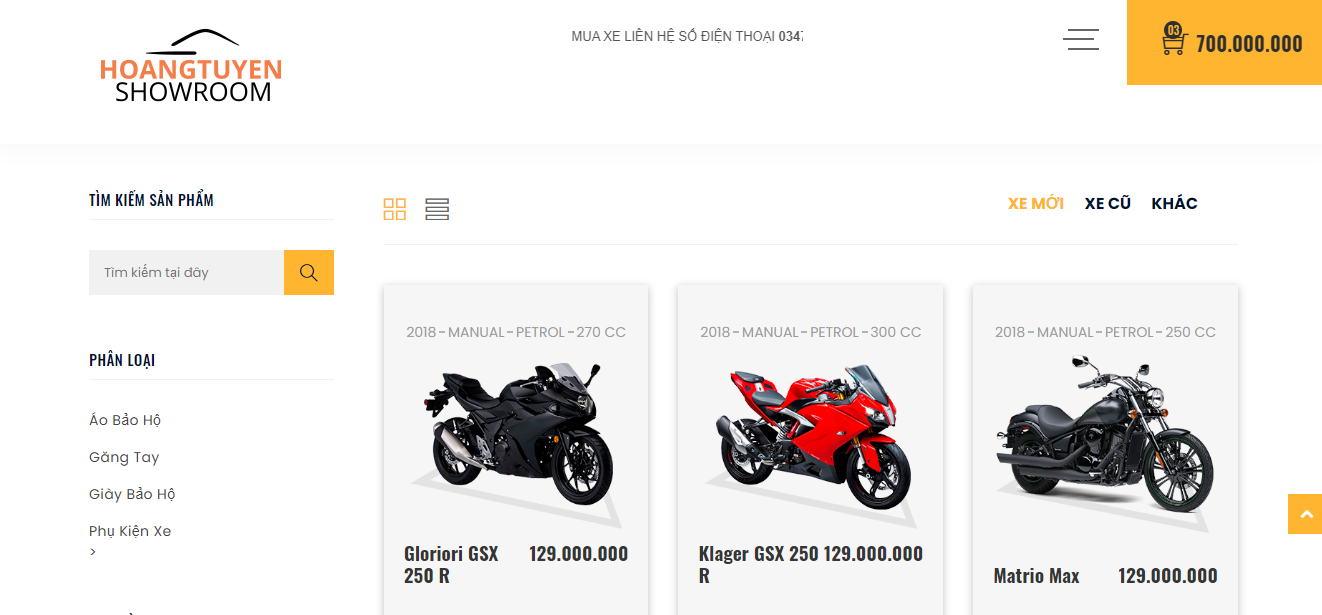 HOANGTUYEN
SHOWROOM
MUA XE LIÊN HỆ SỐ ĐIỆN THOẠI 034
03
700.000.000
TÌM KIẾM SẢN PHẨM
Tìm kiếm tại đây
PHÂN LOẠI
Áo Bảo Hộ
Găng Tay
Giày Bảo Hộ
Phụ Kiện Xe
>
XE MỚI XE CŨ KHÁC
2018 - MANUAL - PETROL - 270 CC
Gloriori GSX 129.000.000
250 R
2018 - MANUAL - PETROL - 300 CC
Klager GSX 250 129.000.000
R
2018 - MANUAL - PETROL - 250 CC
Matrio Max 129.000.000